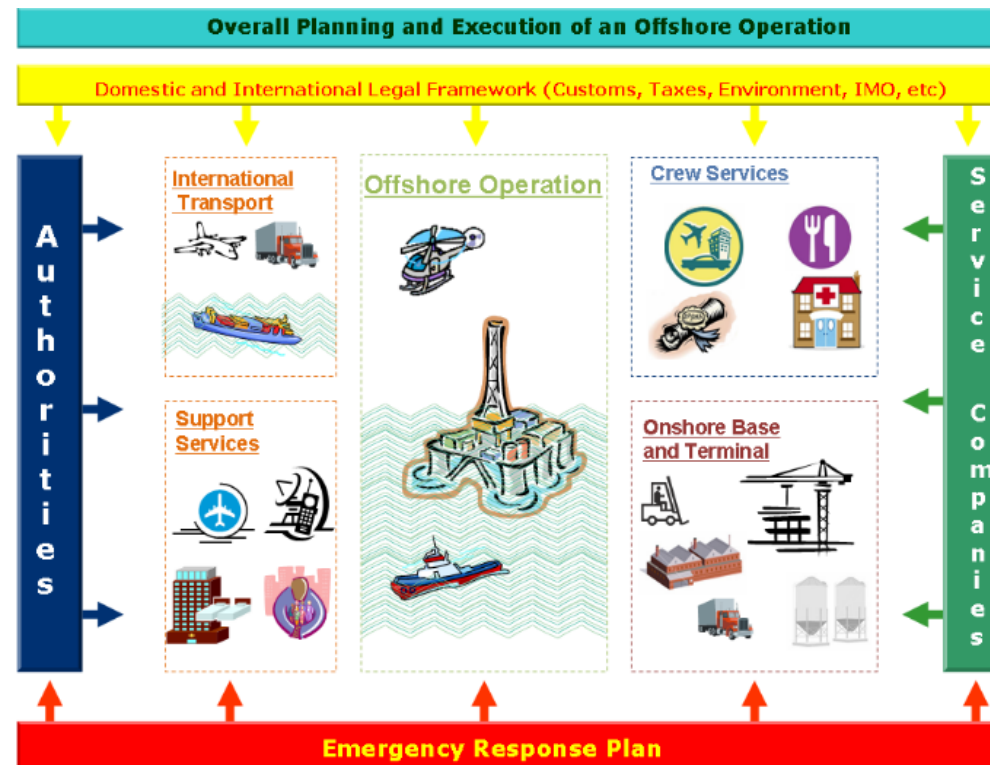 Overall Planning and Execution of an Offshore Operation
Domestic and International Legal Framework (Customs, Taxes, Environment, IMO, etc)
Authorities
International
Transport
Offshore Operation
Crew Services
Service Companies
Support
Services
Onshore Base
and Terminal
Emergency Response Plan